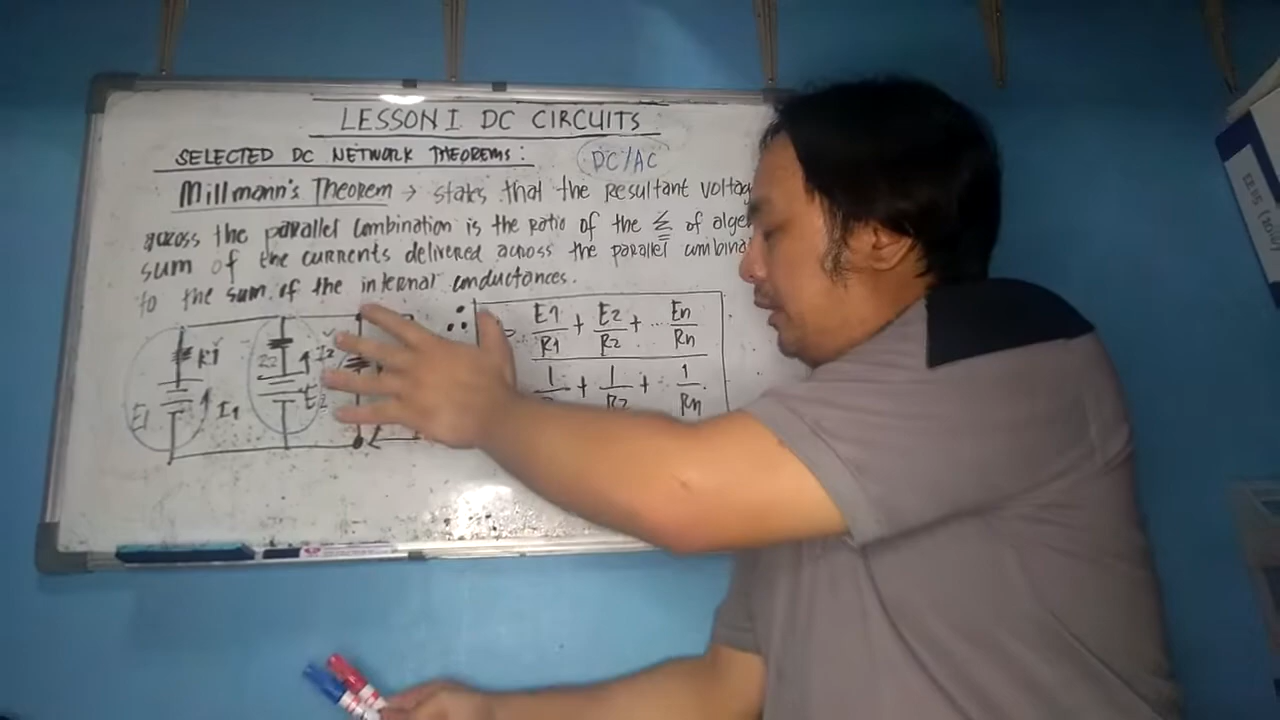 LESSON I DC CIRCUITS
SELECTED DC NETWORK THEOREMS: DC/AC
Millmann's Theorem → states that the resultant voltag
across the parallel combination is the ratio of the Σ of alge
sum of the currents delivered across the parallel combina
to the sum of the internal conductances.
R1 I2
E1 I1 E2
∴ E1/R1 + E2/R2 + ... En/Rn
1 + 1/R2 + .. 1/Rn